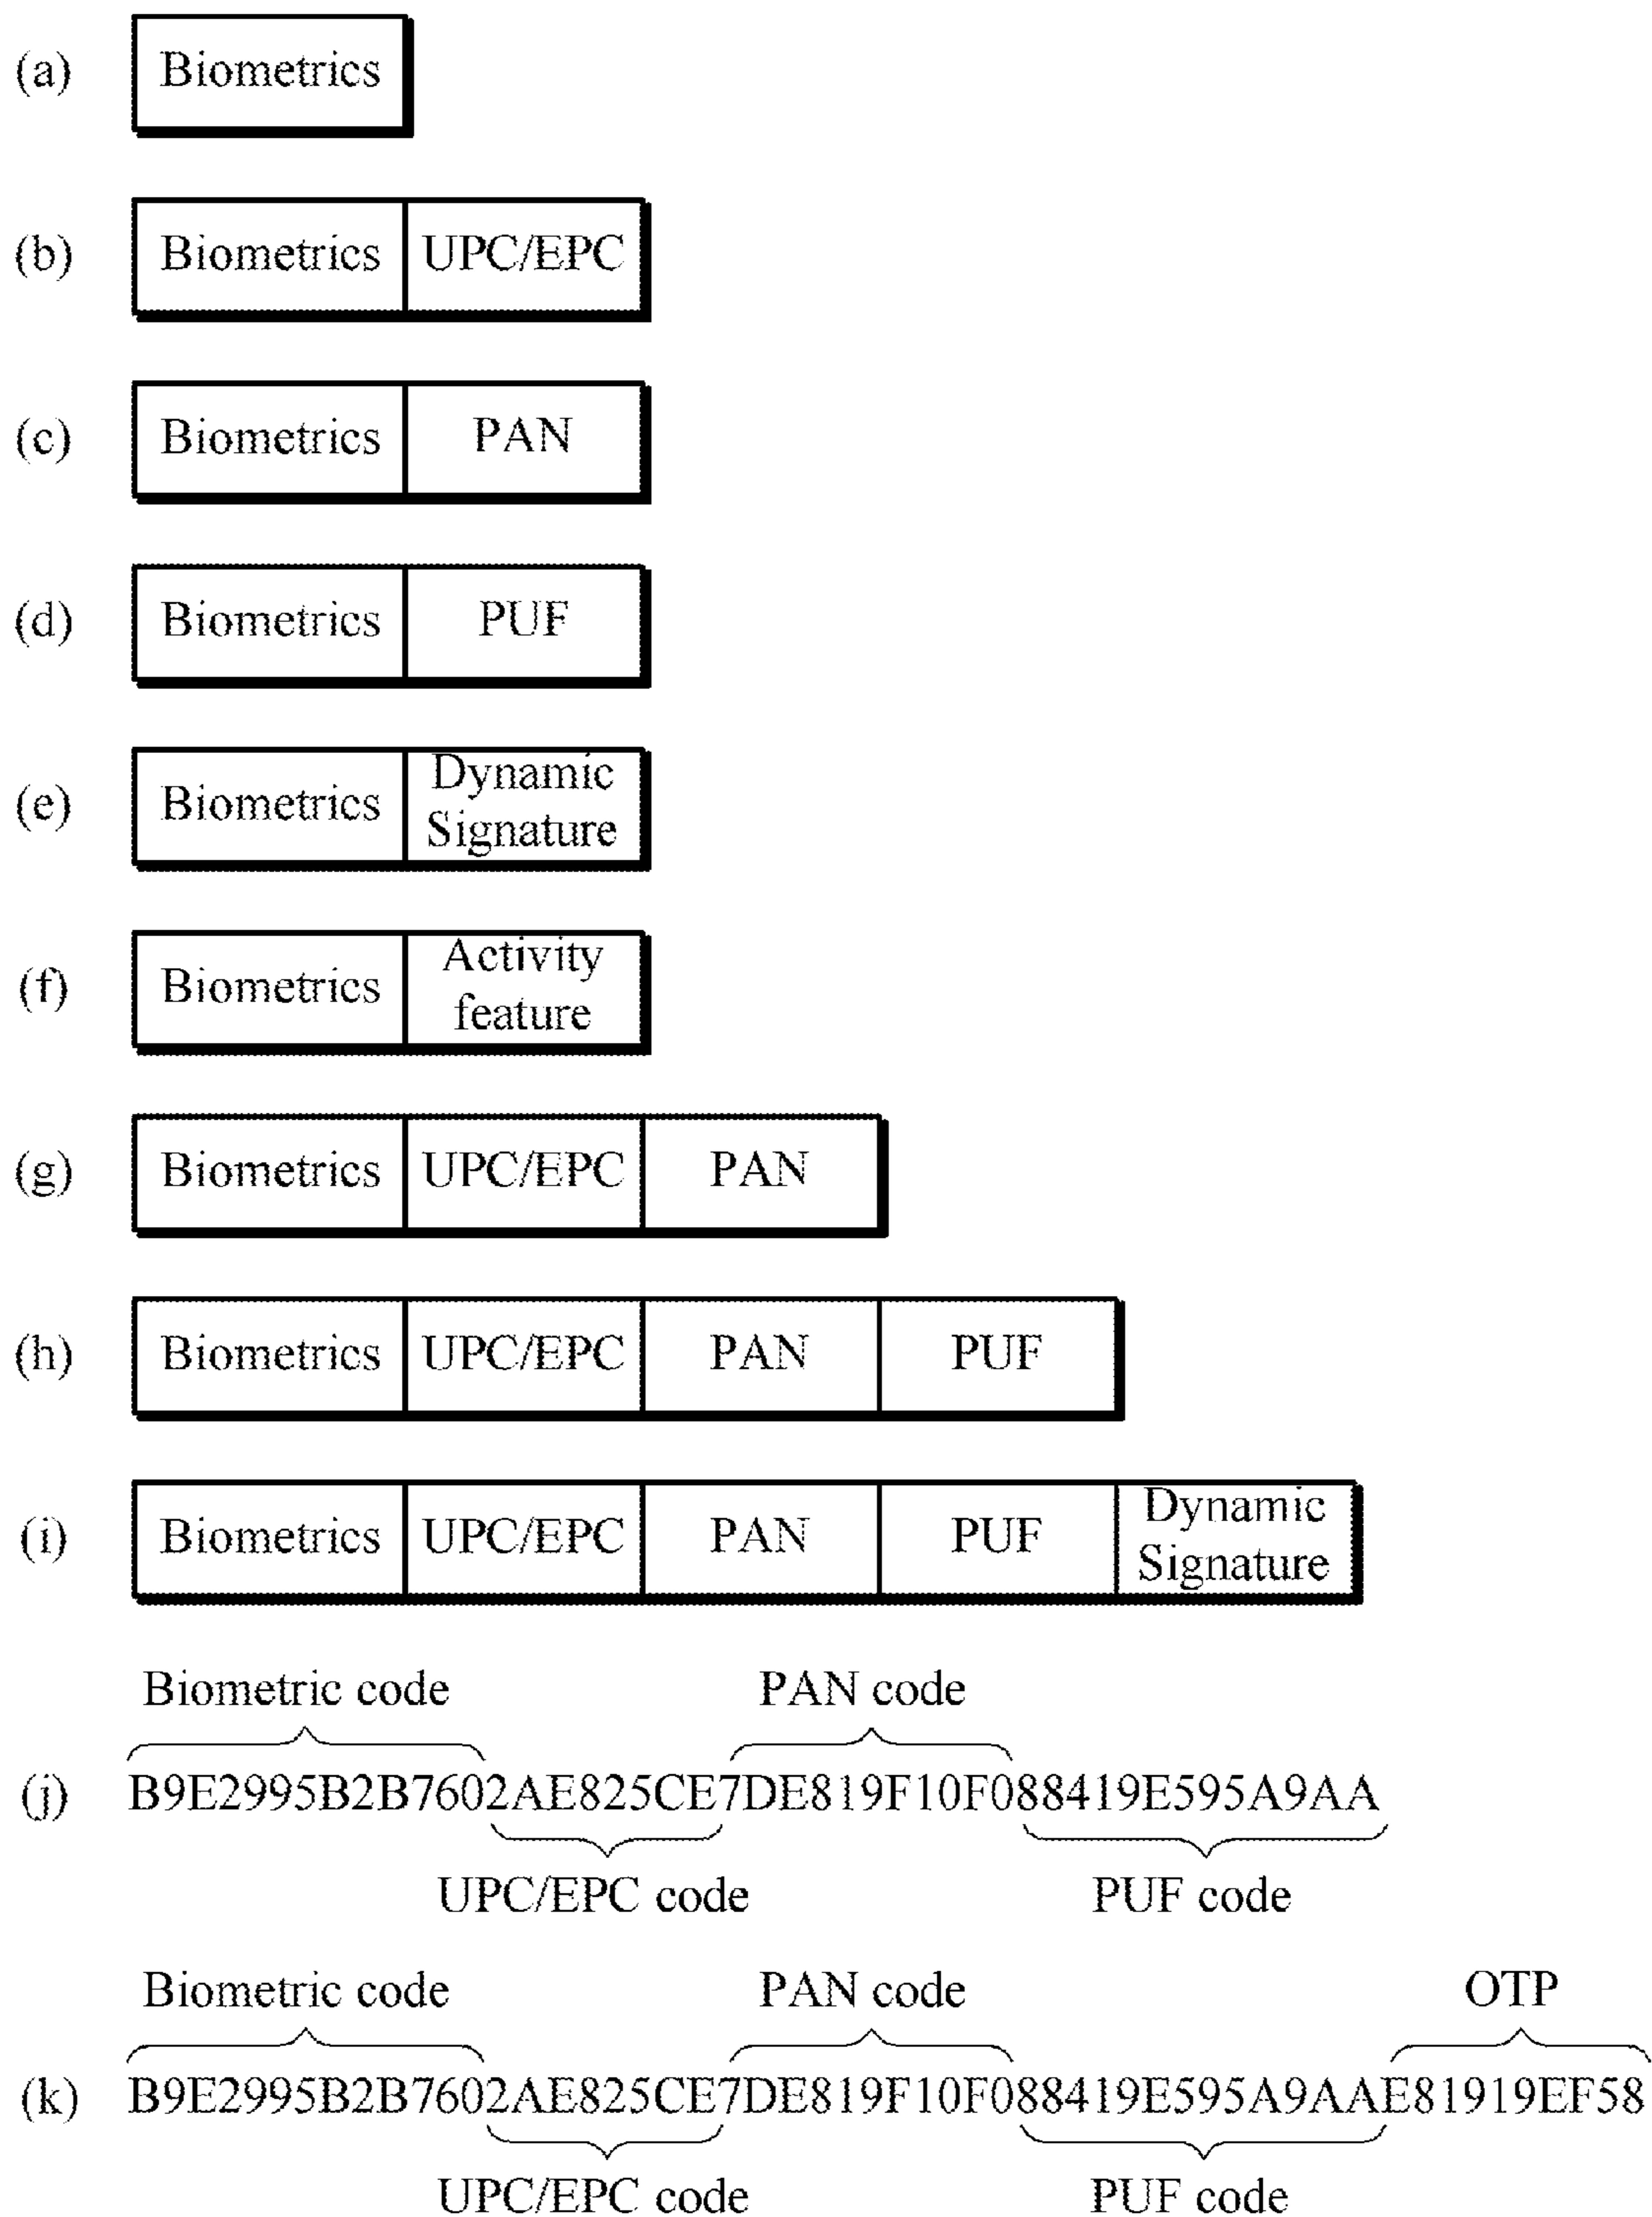 (a) Biometrics
(b) Biometrics UPC/EPC
(c) Biometrics PAN
(d) Biometrics PUF
(e) Biometrics Dynamic
Signature
(f) Biometrics Activity
feature
(g) Biometrics UPC/EPC PAN
(h) Biometrics UPC/EPC PAN PUF
(i) Biometrics UPC/EPC PAN PUF Dynamic
Signature
Biometric code PAN code
(j) B9E2995B2B7602AE825CE7DE819F10F088419E595A9AA
UPC/EPC code PUF code
Biometric code PAN code OTP
(k) B9E2995B2B7602AE825CE7DE819F10F088419E595A9AAE81919EF58
UPC/EPC code PUF code